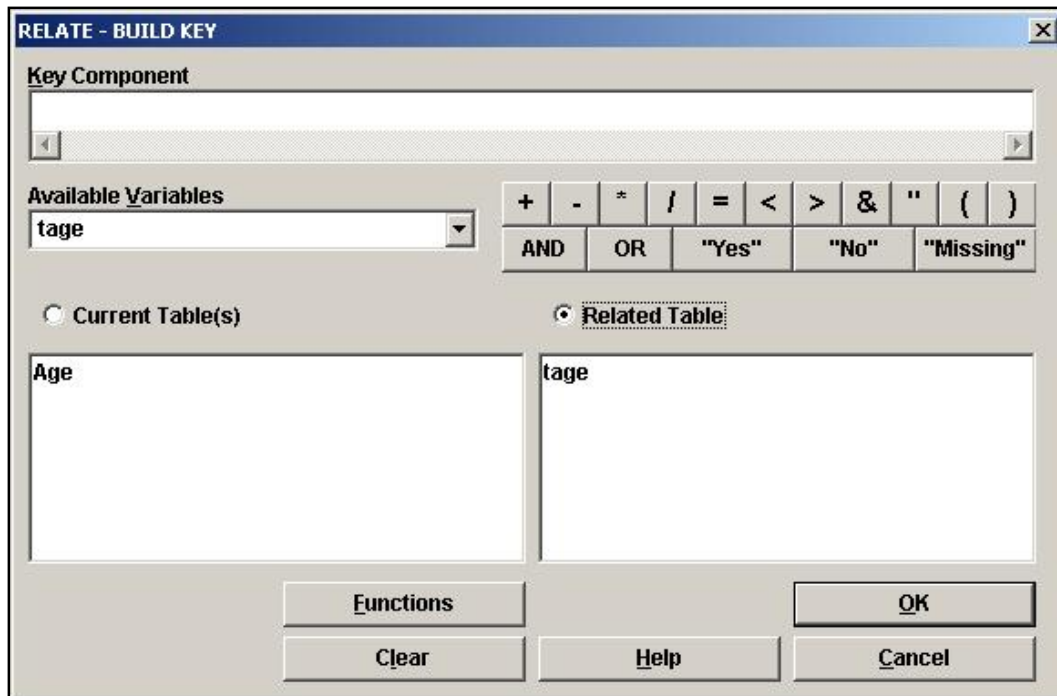 RELATE - BUILD KEY
Key Component
Available Variables
tage
+ - * / = < > & " ( )
AND OR "Yes" "No" "Missing"
Current Table(s) Related Table
Age tage
Functions OK
Clear Help Cancel